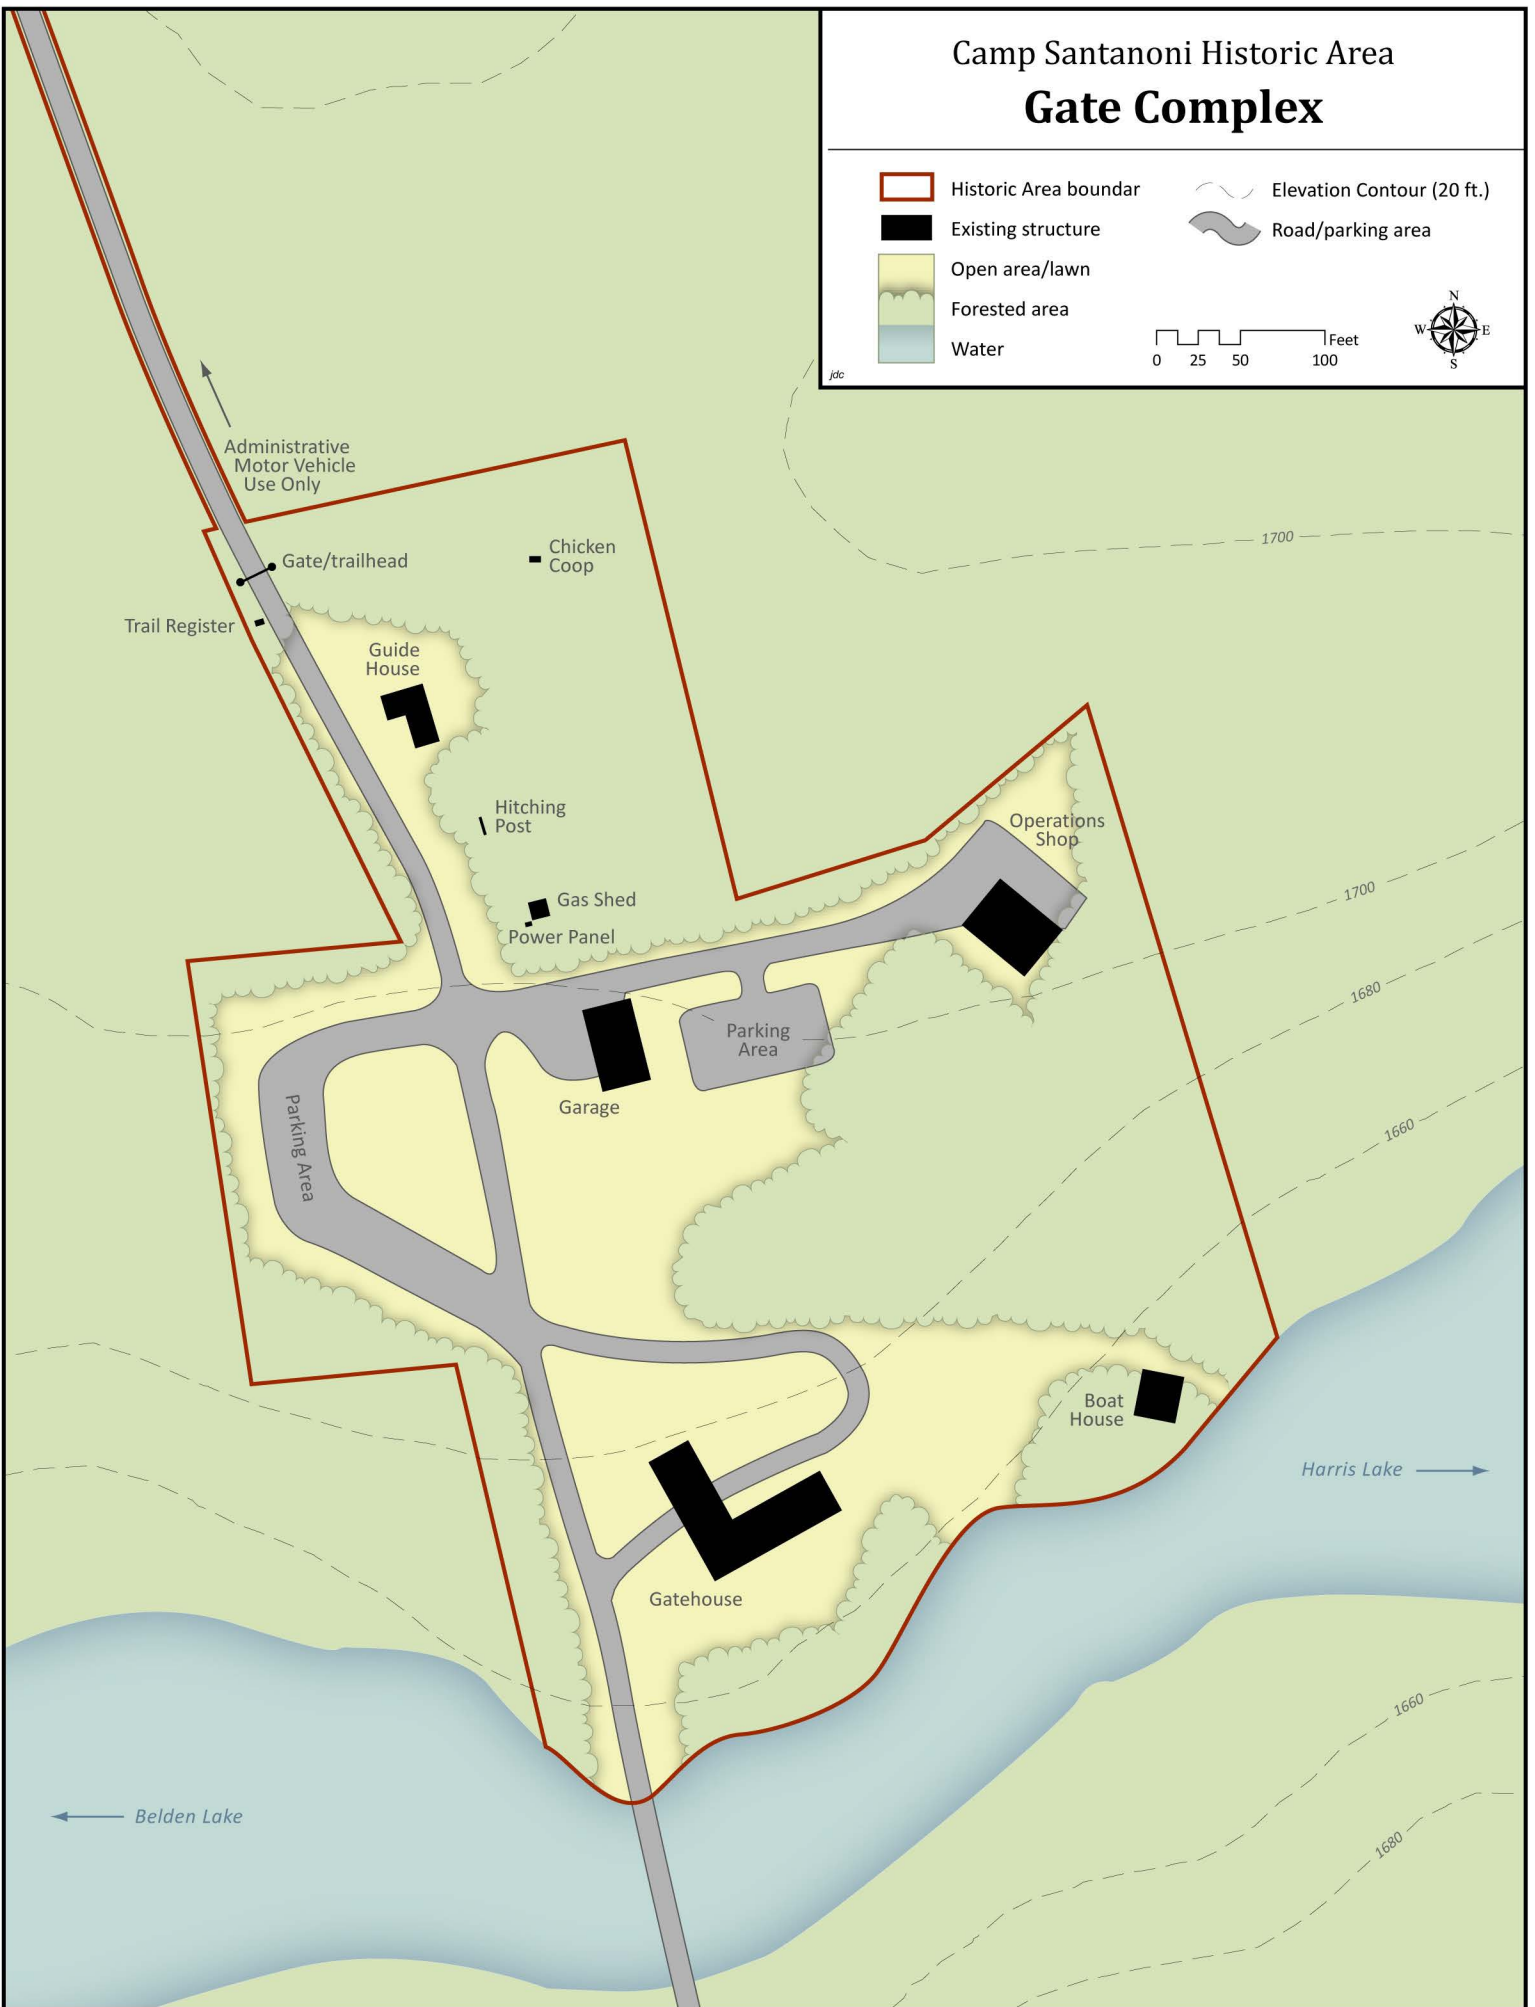 Camp Santanoni Historic Area
Gate Complex
Historic Area boundar
Existing structure
Open area/lawn
Forested area
Water
Elevation Contour (20 ft.)
Road/parking area
Feet
0 25 50 100
N
W E
S
jdc
Administrative
Motor Vehicle
Use Only
1700
Gate/trailhead
Chicken
Coop
Trail Register
Guide
House
Hitching
Post
Operations
Shop
Gas Shed
Power Panel
1700
1680
Parking
Area
Garage
Parking Area
1660
Boat
House
Harris Lake
Gatehouse
1660
Belden Lake
1680